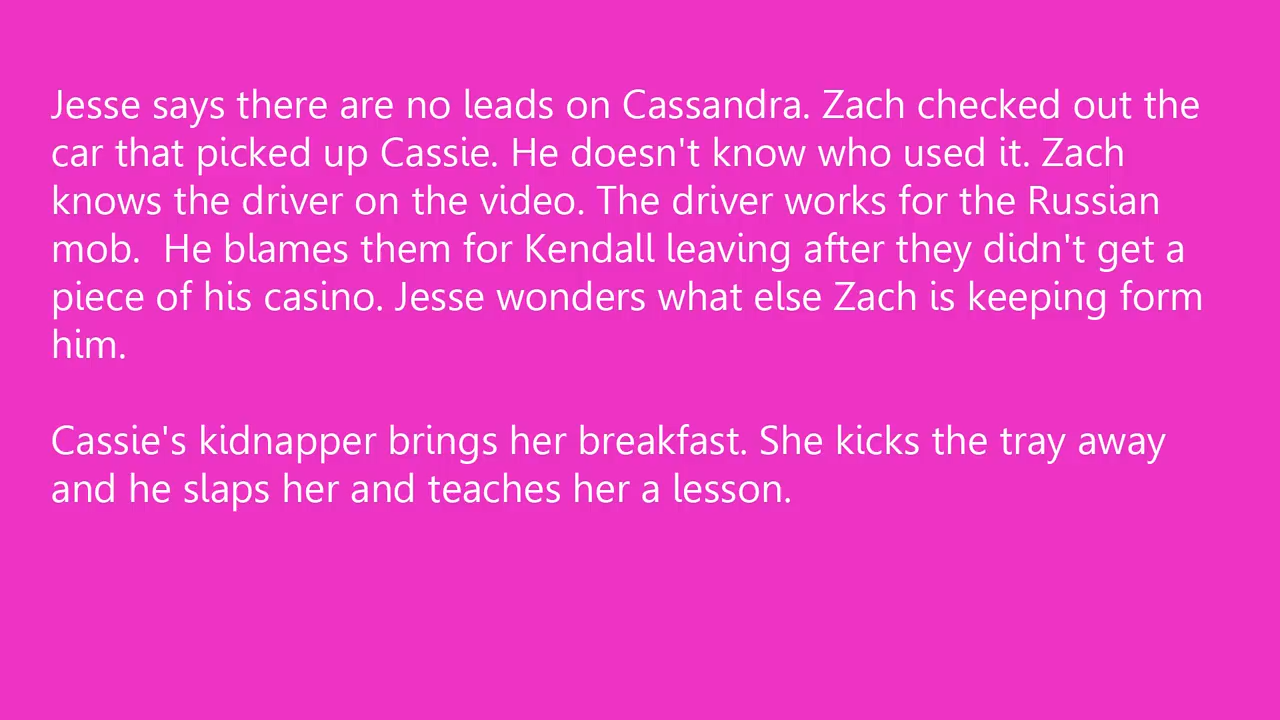 Jesse says there are no leads on Cassandra. Zach checked out the
car that picked up Cassie. He doesn't know who used it. Zach
knows the driver on the video. The driver works for the Russian
mob.  He blames them for Kendall leaving after they didn't get a
piece of his casino. Jesse wonders what else Zach is keeping form
him.

Cassie's kidnapper brings her breakfast. She kicks the tray away
and he slaps her and teaches her a lesson.